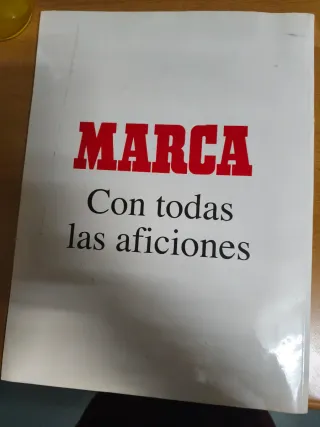 MARCA
Con todas
las aficiones